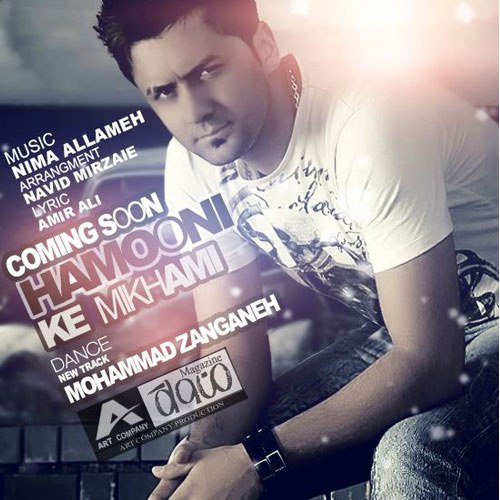 MUSIC
NIMA ALLAMEH
ARRANGMENT
NAVID MIRZAIE
LYRIC
AMIR ALI
COMING SOON
HAMOONI
KE MIKHAMI
DANCE
NEW TRACK
MOHAMMAD ZANGANEH
ART COMPANY
Magazine
ART COMPANY PRODUCTION